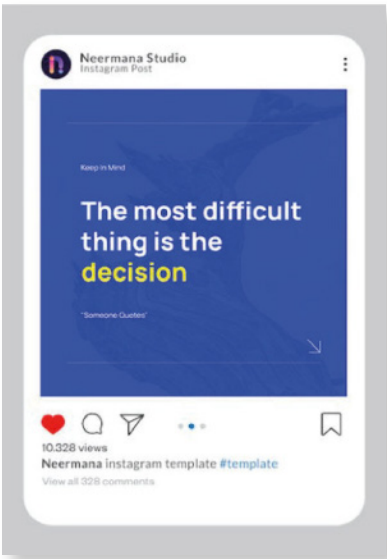 Neermana Studio
Instagram Post
Keep in Mind
The most difficult
thing is the
decision
"Someone Quotes"
10.328 views
Neermana instagram template #template
View all 328 comments